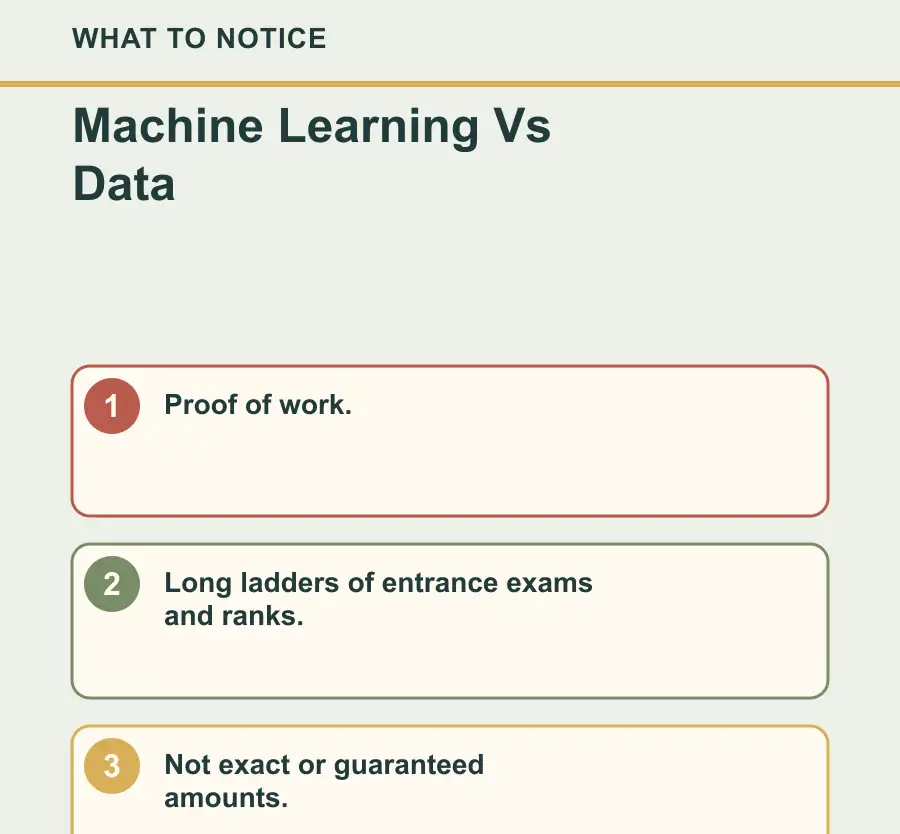 WHAT TO NOTICE
Machine Learning Vs
Data
1
Proof of work.
2
Long ladders of entrance exams
and ranks.
3
Not exact or guaranteed
amounts.